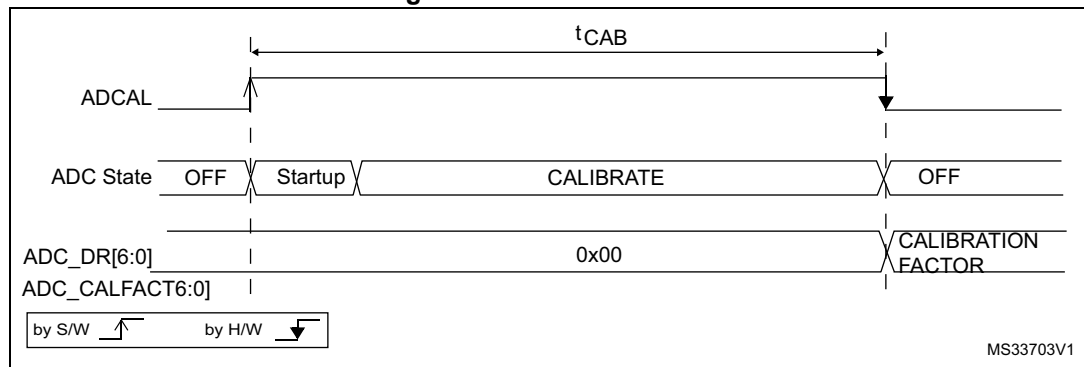 tCAB
ADCAL
ADC State OFF Startup CALIBRATE OFF
ADC_DR[6:0] 0x00 CALIBRATION
ADC_CALFACT6:0] FACTOR
by S/W by H/W
MS33703V1